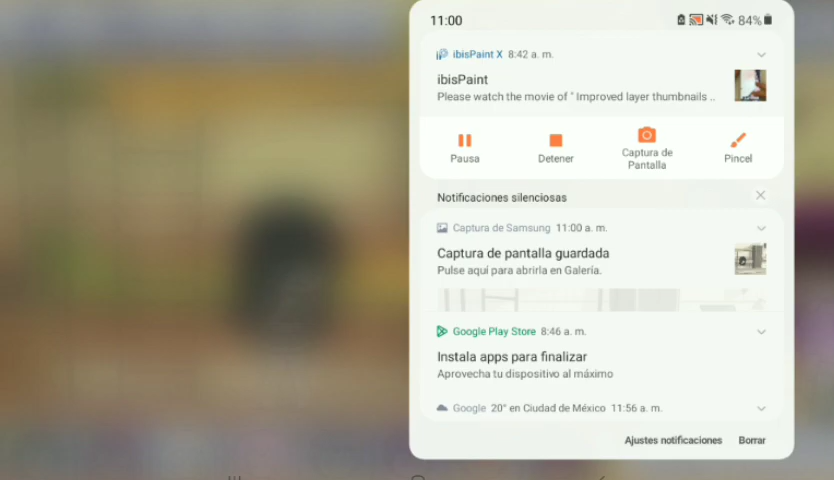 11:00 84%
ibisPaint X 8:42 a. m.
ibisPaint
Please watch the movie of " Improved layer thumbnails ..
Pausa
Detener
Captura de
Pantalla
Pincel
Notificaciones silenciosas
Captura de Samsung 11:00 a. m.
Captura de pantalla guardada
Pulse aquí para abrirla en Galería.
Google Play Store 8:46 a. m.
Instala apps para finalizar
Aprovecha tu dispositivo al máximo
Google 20° en Ciudad de México 11:56 a. m.
Ajustes notificaciones Borrar